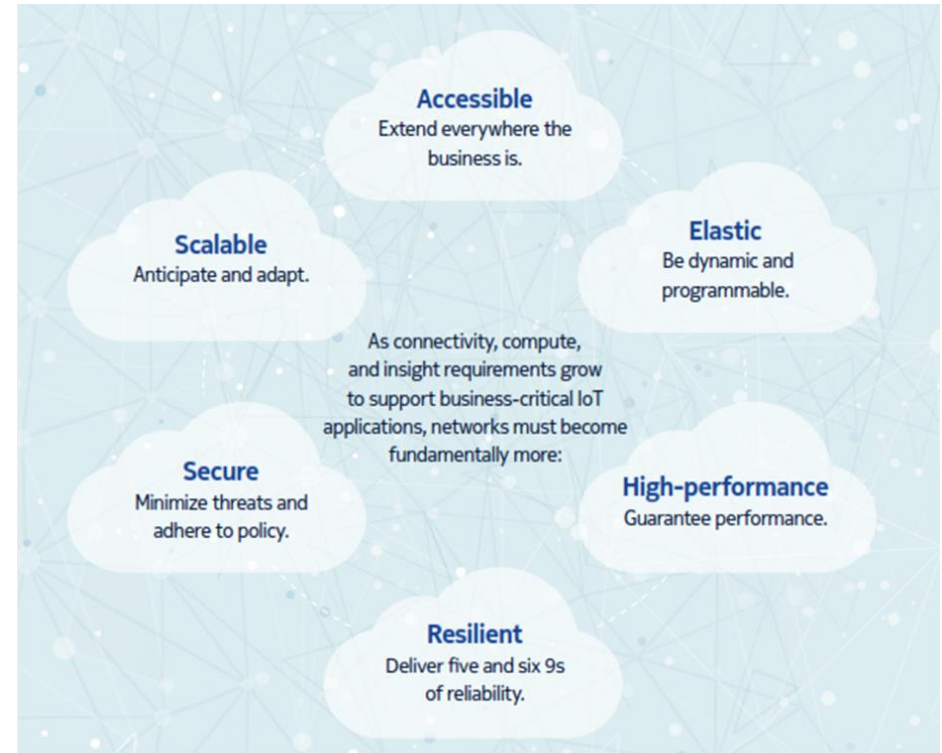 Accessible
Extend everywhere the
business is.
Elastic
Be dynamic and
programmable.
Scalable
Anticipate and adapt.
As connectivity, compute,
and insight requirements grow
to support business-critical IoT
applications, networks must become
fundamentally more:
Secure
Minimize threats and
adhere to policy.
High-performance
Guarantee performance.
Resilient
Deliver five and six 9s
of reliability.